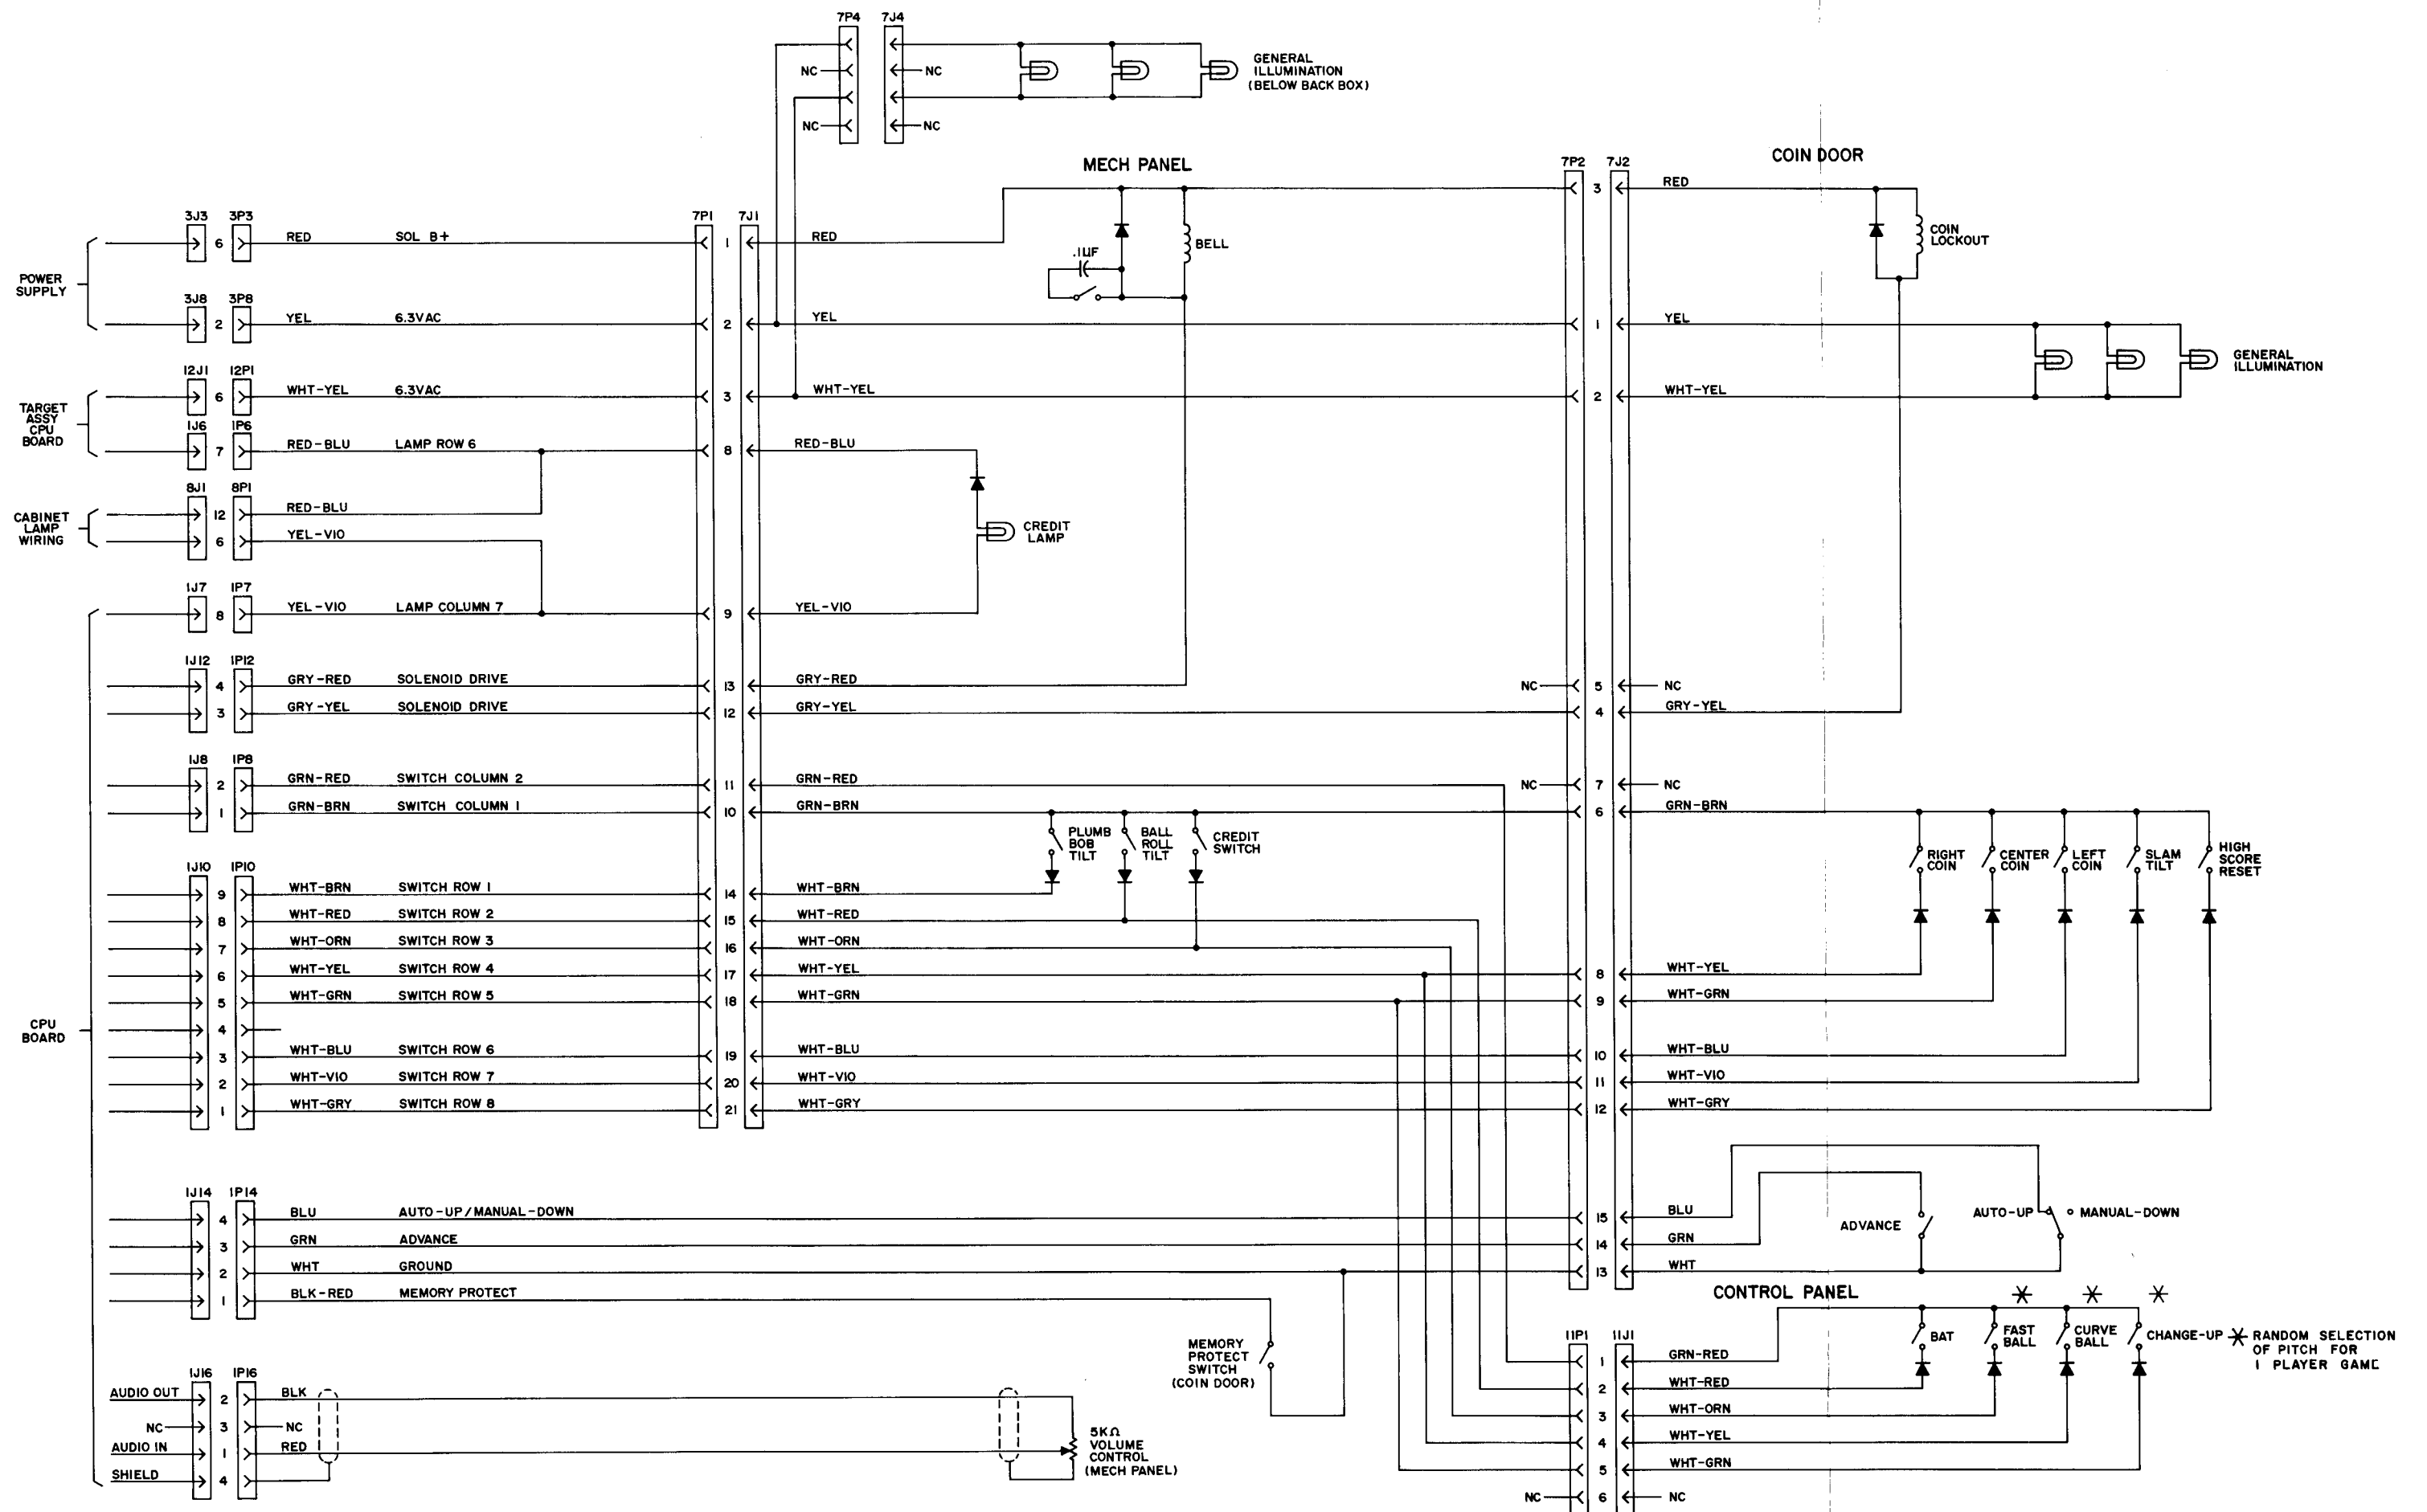 7P4 7J4
NC NC
NC NC
GENERAL
ILLUMINATION
(BELOW BACK BOX)
MECH PANEL
COIN DOOR
7P2 7J2
3 RED
COIN
LOCKOUT
3J3 3P3
6 RED SOL B+
7P1 7J1
1 RED
.1UF
BELL
POWER
SUPPLY
3J8 3P8
2 YEL 6.3VAC 2 YEL 1 YEL
GENERAL
ILLUMINATION
12J1 12P1
6 WHT-YEL 6.3VAC 3 WHT-YEL 2 WHT-YEL
TARGET
ASSY
CPU
BOARD
1J6 1P6
7 RED-BLU LAMP ROW 6 8 RED-BLU
8J1 8P1
12 RED-BLU
6 YEL-VIO
CABINET
LAMP
WIRING
CREDIT
LAMP
1J7 1P7
8 YEL-VIO LAMP COLUMN 7 9 YEL-VIO
1J12 1P12
4 GRY-RED SOLENOID DRIVE 13 GRY-RED NC 5 NC
3 GRY-YEL SOLENOID DRIVE 12 GRY-YEL 4 GRY-YEL
1J8 1P8
2 GRN-RED SWITCH COLUMN 2 11 GRN-RED NC 7 NC
1 GRN-BRN SWITCH COLUMN 1 10 GRN-BRN 6 GRN-BRN
PLUMB
BOB
TILT
BALL
ROLL
TILT
CREDIT
SWITCH
RIGHT
COIN
CENTER
COIN
LEFT
COIN
SLAM
TILT
HIGH
SCORE
RESET
1J10 1P10
9 WHT-BRN SWITCH ROW 1 14 WHT-BRN
8 WHT-RED SWITCH ROW 2 15 WHT-RED
7 WHT-ORN SWITCH ROW 3 16 WHT-ORN
6 WHT-YEL SWITCH ROW 4 17 WHT-YEL 8 WHT-YEL
5 WHT-GRN SWITCH ROW 5 18 WHT-GRN 9 WHT-GRN
4
3 WHT-BLU SWITCH ROW 6 19 WHT-BLU 10 WHT-BLU
2 WHT-VIO SWITCH ROW 7 20 WHT-VIO 11 WHT-VIO
1 WHT-GRY SWITCH ROW 8 21 WHT-GRY 12 WHT-GRY
CPU
BOARD
1J14 1P14
4 BLU AUTO-UP/MANUAL-DOWN 15 BLU
3 GRN ADVANCE 14 GRN
2 WHT GROUND 13 WHT
1 BLK-RED MEMORY PROTECT
ADVANCE
AUTO-UP MANUAL-DOWN
MEMORY
PROTECT
SWITCH
(COIN DOOR)
CONTROL PANEL
11P1 11J1
BAT
FAST
BALL
CURVE
BALL
CHANGE-UP
RANDOM SELECTION
OF PITCH FOR
1 PLAYER GAME
1 GRN-RED
2 WHT-RED
3 WHT-ORN
4 WHT-YEL
5 WHT-GRN
NC 6 NC
1J16 1P16
AUDIO OUT 2 BLK
NC 3 NC
AUDIO IN 1 RED
SHIELD 4
5KΩ
VOLUME
CONTROL
(MECH PANEL)